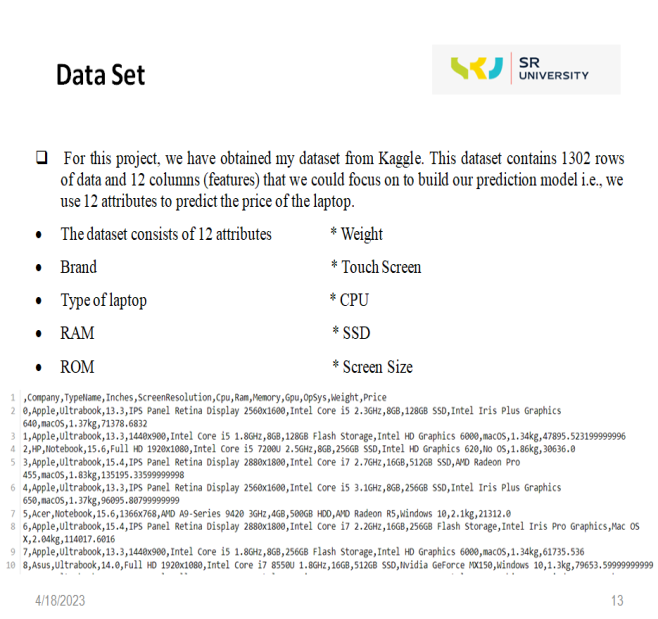 Data Set
SR
UNIVERSITY
❑ For this project, we have obtained my dataset from Kaggle. This dataset contains 1302 rows
of data and 12 columns (features) that we could focus on to build our prediction model i.e., we
use 12 attributes to predict the price of the laptop.
• The dataset consists of 12 attributes * Weight
• Brand * Touch Screen
• Type of laptop * CPU
• RAM * SSD
• ROM * Screen Size
1 ,Company,TypeName,Inches,ScreenResolution,Cpu,Ram,Memory,Gpu,OpSys,Weight,Price
2 0,Apple,Ultrabook,13.3,IPS Panel Retina Display 2560x1600,Intel Core i5 2.3GHz,8GB,128GB SSD,Intel Iris Plus Graphics
640,macOS,1.37kg,71378.6832
3 1,Apple,Ultrabook,13.3,1440x900,Intel Core i5 1.8GHz,8GB,128GB Flash Storage,Intel HD Graphics 6000,macOS,1.34kg,47895.523199999996
4 2,HP,Notebook,15.6,Full HD 1920x1080,Intel Core i5 7200U 2.5GHz,8GB,256GB SSD,Intel HD Graphics 620,No OS,1.86kg,30636.0
5 3,Apple,Ultrabook,15.4,IPS Panel Retina Display 2880x1800,Intel Core i7 2.7GHz,16GB,512GB SSD,AMD Radeon Pro
455,macOS,1.83kg,135195.33599999998
6 4,Apple,Ultrabook,13.3,IPS Panel Retina Display 2560x1600,Intel Core i5 3.1GHz,8GB,256GB SSD,Intel Iris Plus Graphics
650,macOS,1.37kg,96095.80799999999
7 5,Acer,Notebook,15.6,1366x768,AMD A9-Series 9420 3GHz,4GB,500GB HDD,AMD Radeon R5,Windows 10,2.1kg,21312.0
8 6,Apple,Ultrabook,15.4,IPS Panel Retina Display 2880x1800,Intel Core i7 2.2GHz,16GB,256GB Flash Storage,Intel Iris Pro Graphics,Mac OS
X,2.04kg,114017.6016
9 7,Apple,Ultrabook,13.3,1440x900,Intel Core i5 1.8GHz,8GB,256GB Flash Storage,Intel HD Graphics 6000,macOS,1.34kg,61735.536
10 8,Asus,Ultrabook,14.0,Full HD 1920x1080,Intel Core i7 8550U 1.8GHz,16GB,512GB SSD,Nvidia GeForce MX150,Windows 10,1.3kg,79653.59999999999
4/18/2023
13